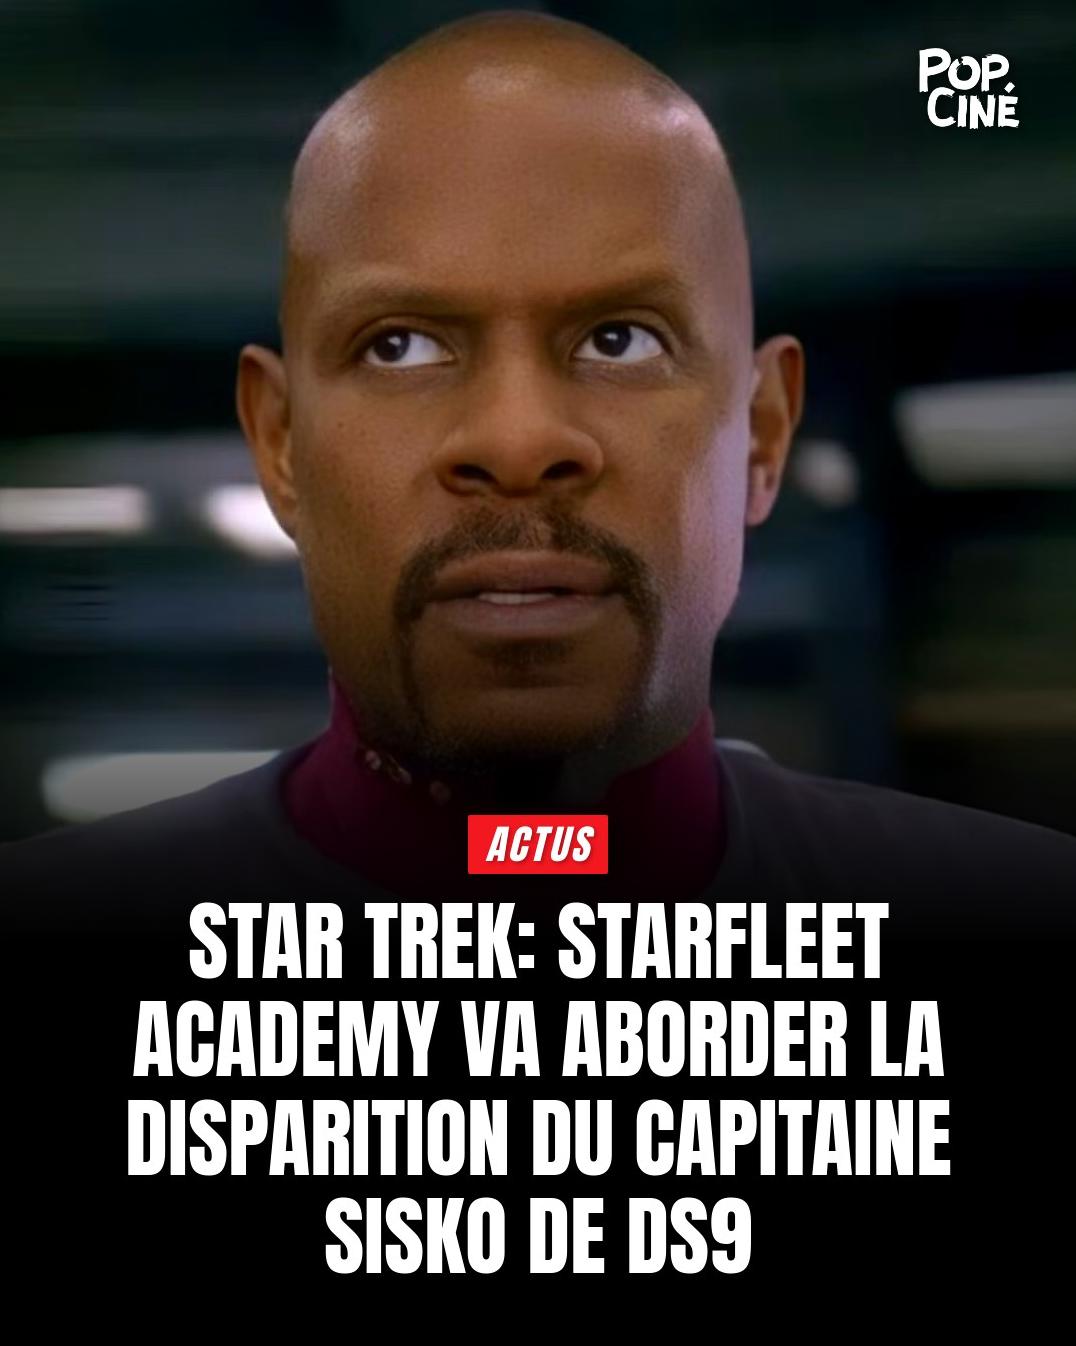 POP.
CINÉ
ACTUS
STAR TREK: STARFLEET
ACADEMY VA ABORDER LA
DISPARITION DU CAPITAINE
SISKO DE DS9